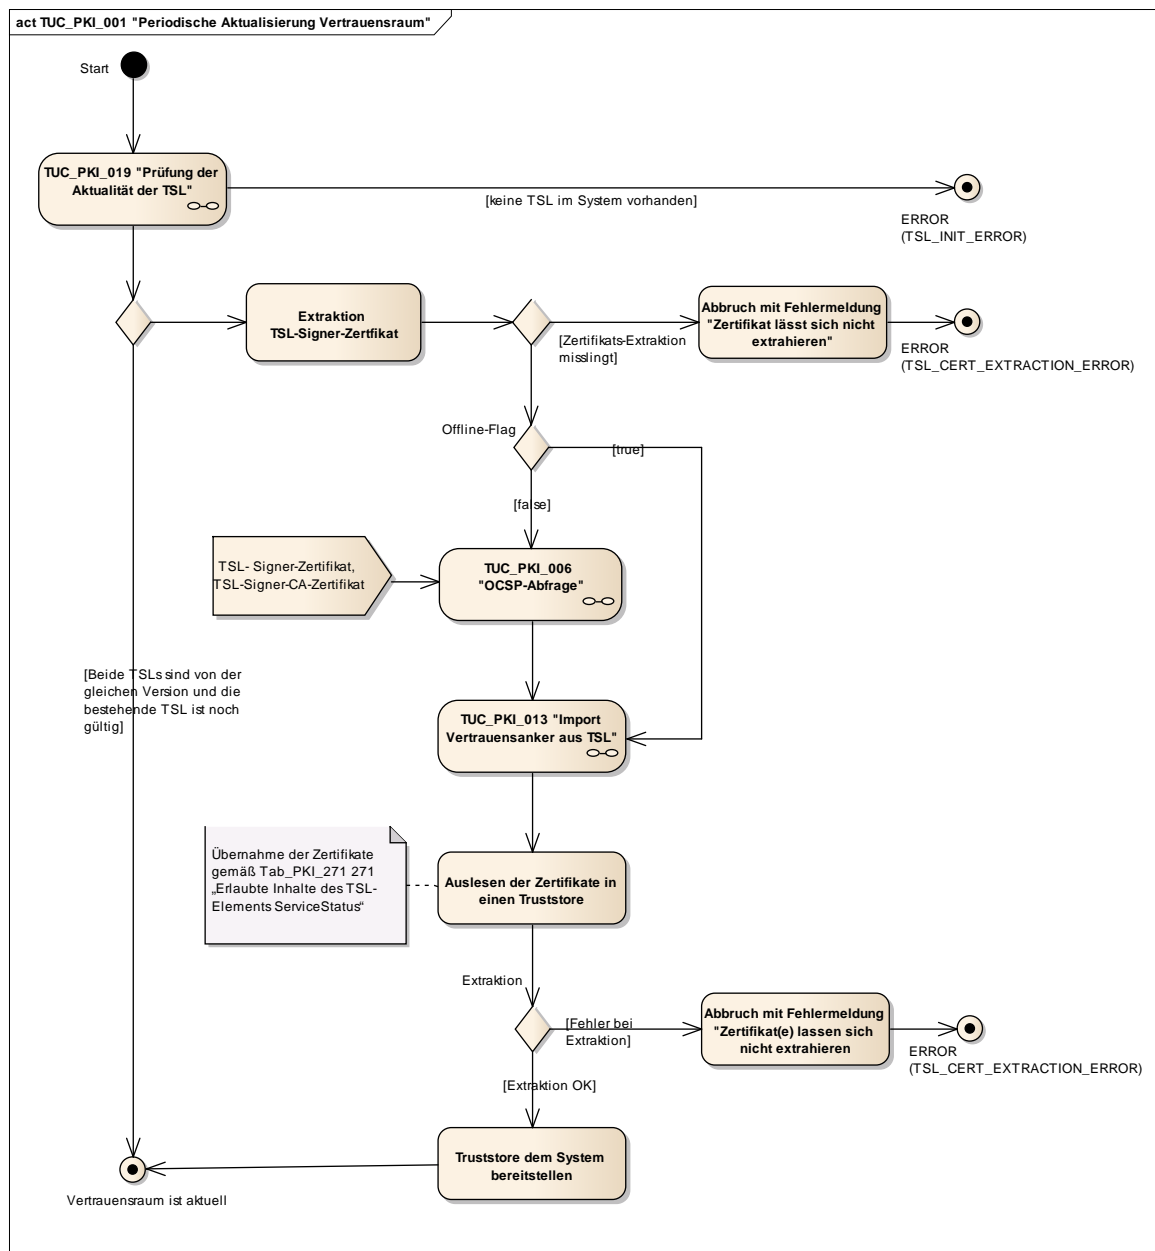 act TUC_PKI_001 "Periodische Aktualisierung Vertrauensraum"
Start
TUC_PKI_019 "Prüfung der
Aktualität der TSL"
[keine TSL im System vorhanden]
ERROR
(TSL_INIT_ERROR)
Extraktion
TSL-Signer-Zertfikat
[Zertifikats-Extraktion
misslingt]
Abbruch mit Fehlermeldung
"Zertifikat lässt sich nicht
extrahieren"
ERROR
(TSL_CERT_EXTRACTION_ERROR)
Offline-Flag
[true]
[false]
TSL- Signer-Zertifikat,
TSL-Signer-CA-Zertifikat
TUC_PKI_006
"OCSP-Abfrage"
[Beide TSLs sind von der
gleichen Version und die
bestehende TSL ist noch
gültig]
TUC_PKI_013 "Import
Vertrauensanker aus TSL"
Übernahme der Zertifikate
gemäß Tab_PKI_271 271
„Erlaubte Inhalte des TSL-
Elements ServiceStatus“
Auslesen der Zertifikate in
einen Truststore
Extraktion
[Fehler bei
Extraktion]
Abbruch mit Fehlermeldung
"Zertifikat(e) lassen sich
nicht extrahieren
ERROR
(TSL_CERT_EXTRACTION_ERROR)
[Extraktion OK]
Truststore dem System
bereitstellen
Vertrauensraum ist aktuell